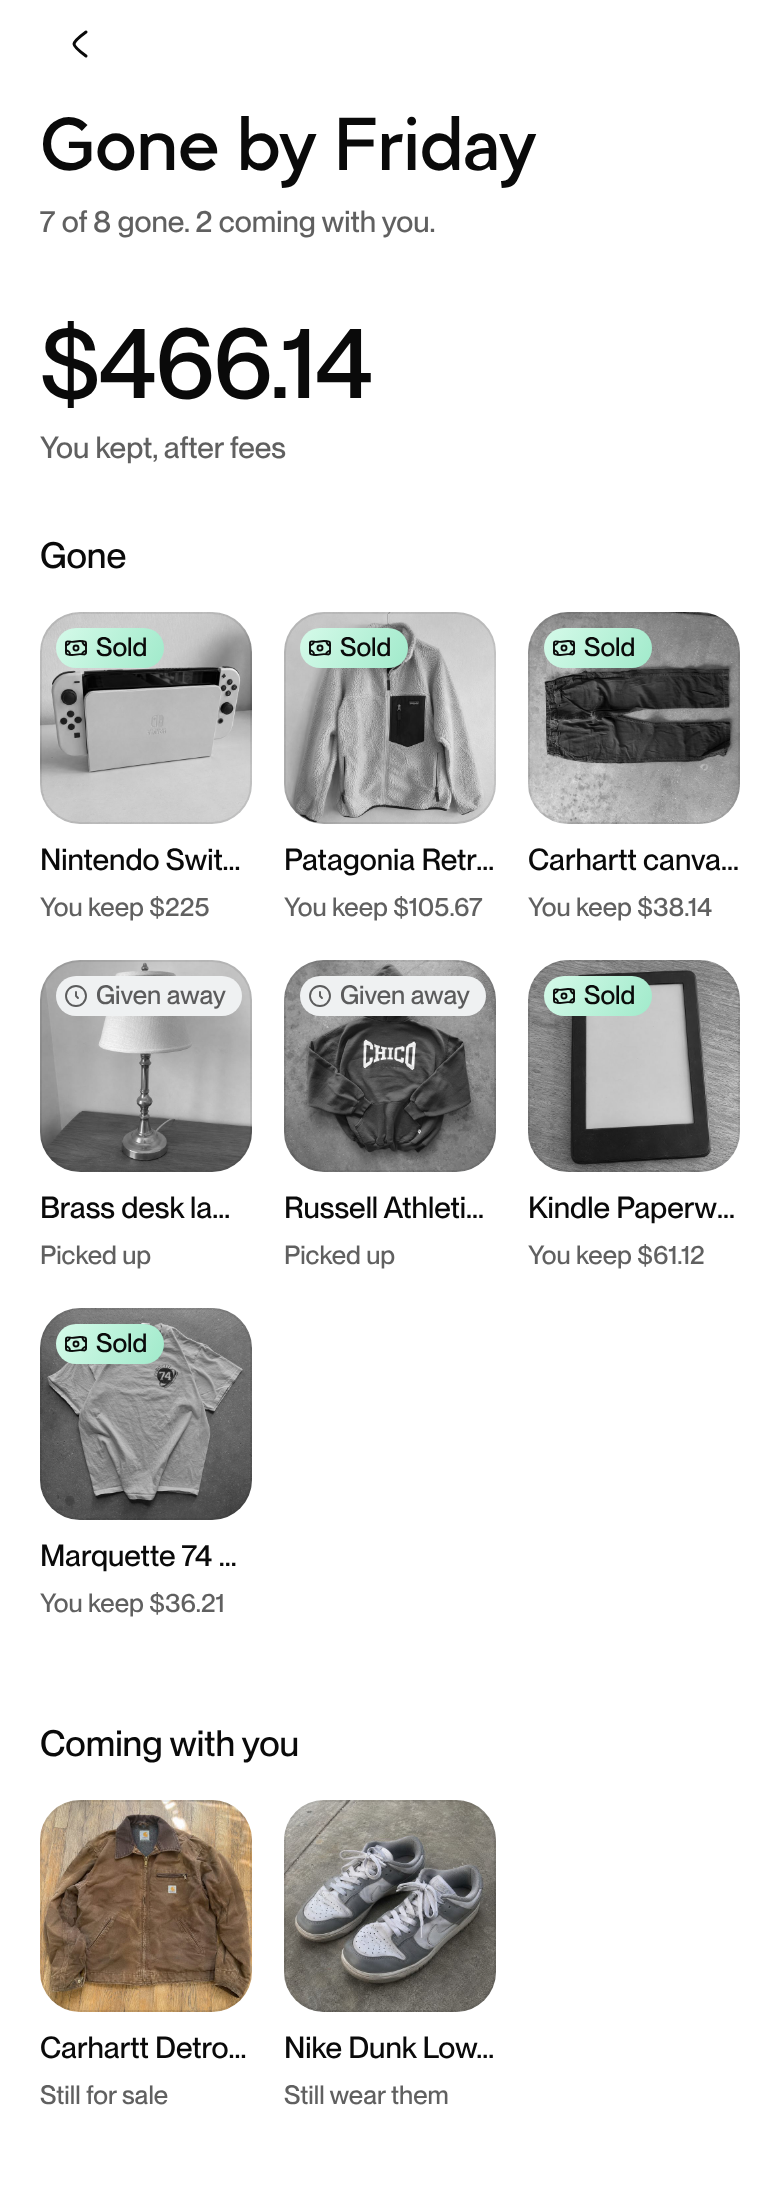 Gone by Friday
7 of 8 gone. 2 coming with you.
$466.14
You kept, after fees
Gone
Sold
Sold
Sold
Nintendo Swit...
Patagonia Retr...
Carhartt canva...
You keep $225
You keep $105.67
You keep $38.14
Given away
Given away
Sold
CHICO
Brass desk la...
Russell Athleti...
Kindle Paperw...
Picked up
Picked up
You keep $61.12
Sold
74
Marquette 74 ...
You keep $36.21
Coming with you
Carhartt Detro...
Nike Dunk Low...
Still for sale
Still wear them